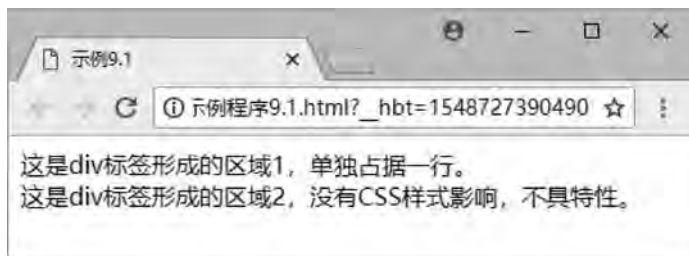 示例9.1
示例程序9.1.html?__hbt=1548727390490
这是div标签形成的区域1，单独占据一行。
这是div标签形成的区域2，没有CSS样式影响，不具特性。